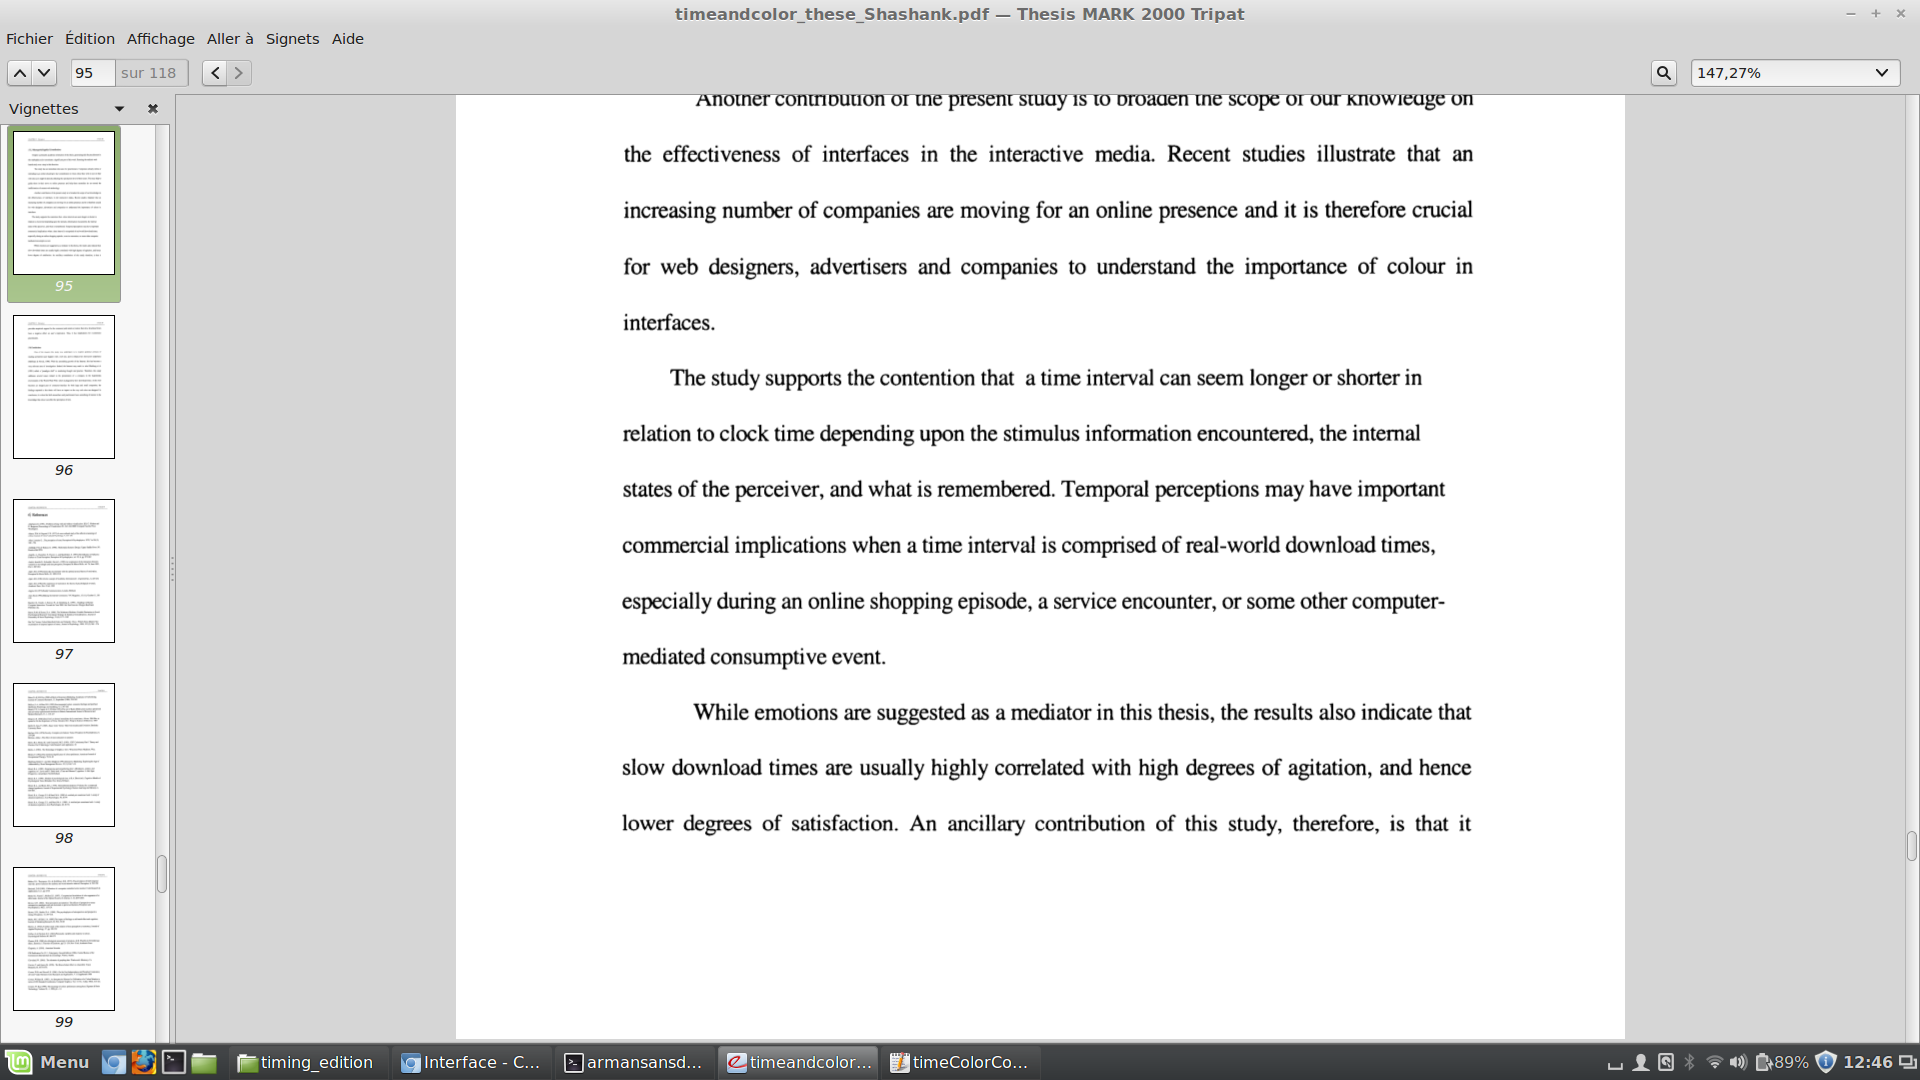 timeandcolor_these_Shashank.pdf — Thesis MARK 2000 Tripat
Fichier Édition Affichage Aller à Signets Aide
95 sur 118
147,27%
Vignettes
95
96
97
98
99
Another contribution of the present study is to broaden the scope of our knowledge on
the effectiveness of interfaces in the interactive media. Recent studies illustrate that an
increasing number of companies are moving for an online presence and it is therefore crucial
for web designers, advertisers and companies to understand the importance of colour in
interfaces.
The study supports the contention that a time interval can seem longer or shorter in
relation to clock time depending upon the stimulus information encountered, the internal
states of the perceiver, and what is remembered. Temporal perceptions may have important
commercial implications when a time interval is comprised of real-world download times,
especially during an online shopping episode, a service encounter, or some other computer-
mediated consumptive event.
While emotions are suggested as a mediator in this thesis, the results also indicate that
slow download times are usually highly correlated with high degrees of agitation, and hence
lower degrees of satisfaction. An ancillary contribution of this study, therefore, is that it
Menu timing_edition Interface - C... armansansd... timeandcolor... timeColorCo... 89% 12:46